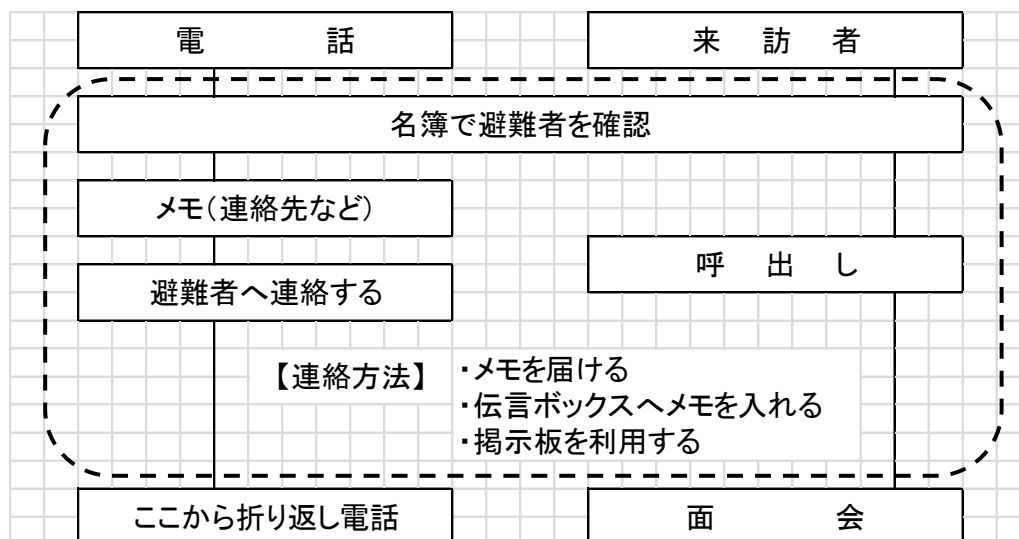 電話
来訪者
名簿で避難者を確認
メモ(連絡先など)
呼出し
避難者へ連絡する
【連絡方法】 ・メモを届ける
・伝言ボックスへメモを入れる
・掲示板を利用する
ここから折り返し電話
面会